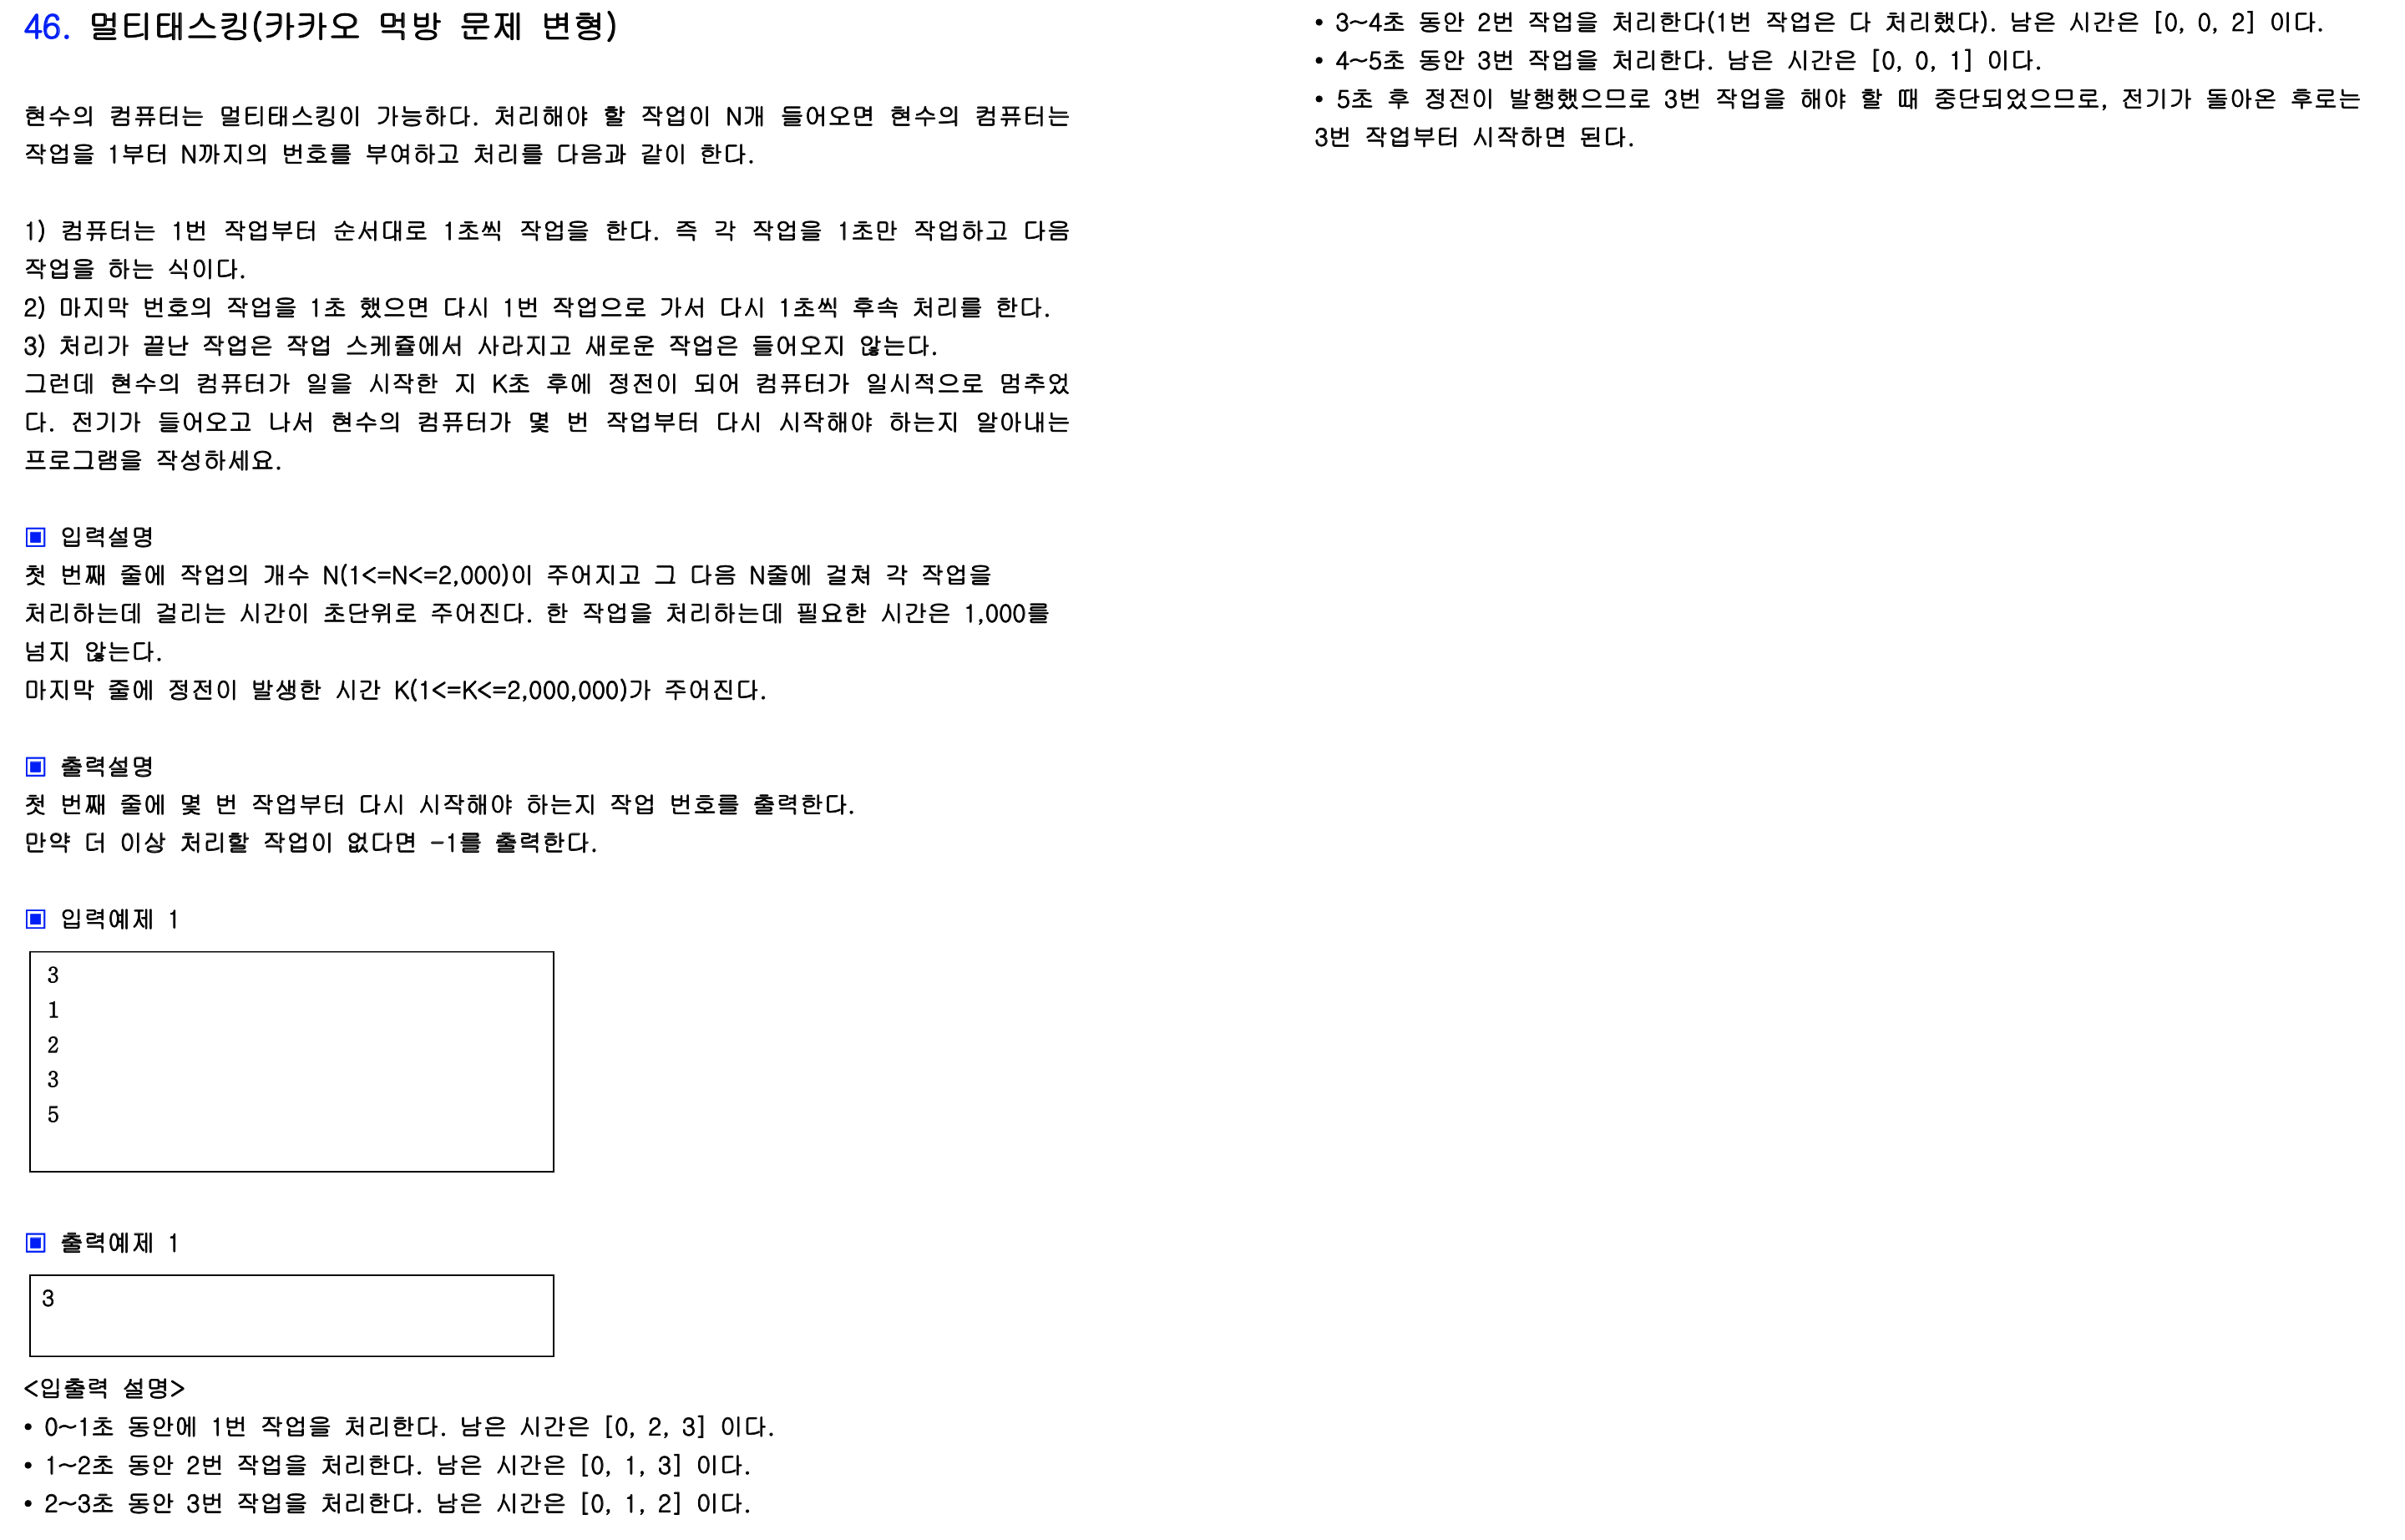 46. 멀티태스킹(카카오 먹방 문제 변형)
현수의 컴퓨터는 멀티태스킹이 가능하다. 처리해야 할 작업이 N개 들어오면 현수의 컴퓨터는
작업을 1부터 N까지의 번호를 부여하고 처리를 다음과 같이 한다.
1) 컴퓨터는 1번 작업부터 순서대로 1초씩 작업을 한다. 즉 각 작업을 1초만 작업하고 다음
작업을 하는 식이다.
2) 마지막 번호의 작업을 1초 했으면 다시 1번 작업으로 가서 다시 1초씩 후속 처리를 한다.
3) 처리가 끝난 작업은 작업 스케쥴에서 사라지고 새로운 작업은 들어오지 않는다.
그런데 현수의 컴퓨터가 일을 시작한 지 K초 후에 정전이 되어 컴퓨터가 일시적으로 멈추었
다. 전기가 들어오고 나서 현수의 컴퓨터가 몇 번 작업부터 다시 시작해야 하는지 알아내는
프로그램을 작성하세요.
▣ 입력설명
첫 번째 줄에 작업의 개수 N(1<=N<=2,000)이 주어지고 그 다음 N줄에 걸쳐 각 작업을
처리하는데 걸리는 시간이 초단위로 주어진다. 한 작업을 처리하는데 필요한 시간은 1,000를
넘지 않는다.
마지막 줄에 정전이 발생한 시간 K(1<=K<=2,000,000)가 주어진다.
▣ 출력설명
첫 번째 줄에 몇 번 작업부터 다시 시작해야 하는지 작업 번호를 출력한다.
만약 더 이상 처리할 작업이 없다면 -1를 출력한다.
▣ 입력예제 1
3
1
2
3
5
▣ 출력예제 1
3
<입출력 설명>
• 0~1초 동안에 1번 작업을 처리한다. 남은 시간은 [0, 2, 3] 이다.
• 1~2초 동안 2번 작업을 처리한다. 남은 시간은 [0, 1, 3] 이다.
• 2~3초 동안 3번 작업을 처리한다. 남은 시간은 [0, 1, 2] 이다.
• 3~4초 동안 2번 작업을 처리한다(1번 작업은 다 처리했다). 남은 시간은 [0, 0, 2] 이다.
• 4~5초 동안 3번 작업을 처리한다. 남은 시간은 [0, 0, 1] 이다.
• 5초 후 정전이 발행했으므로 3번 작업을 해야 할 때 중단되었으므로, 전기가 돌아온 후로는
3번 작업부터 시작하면 된다.